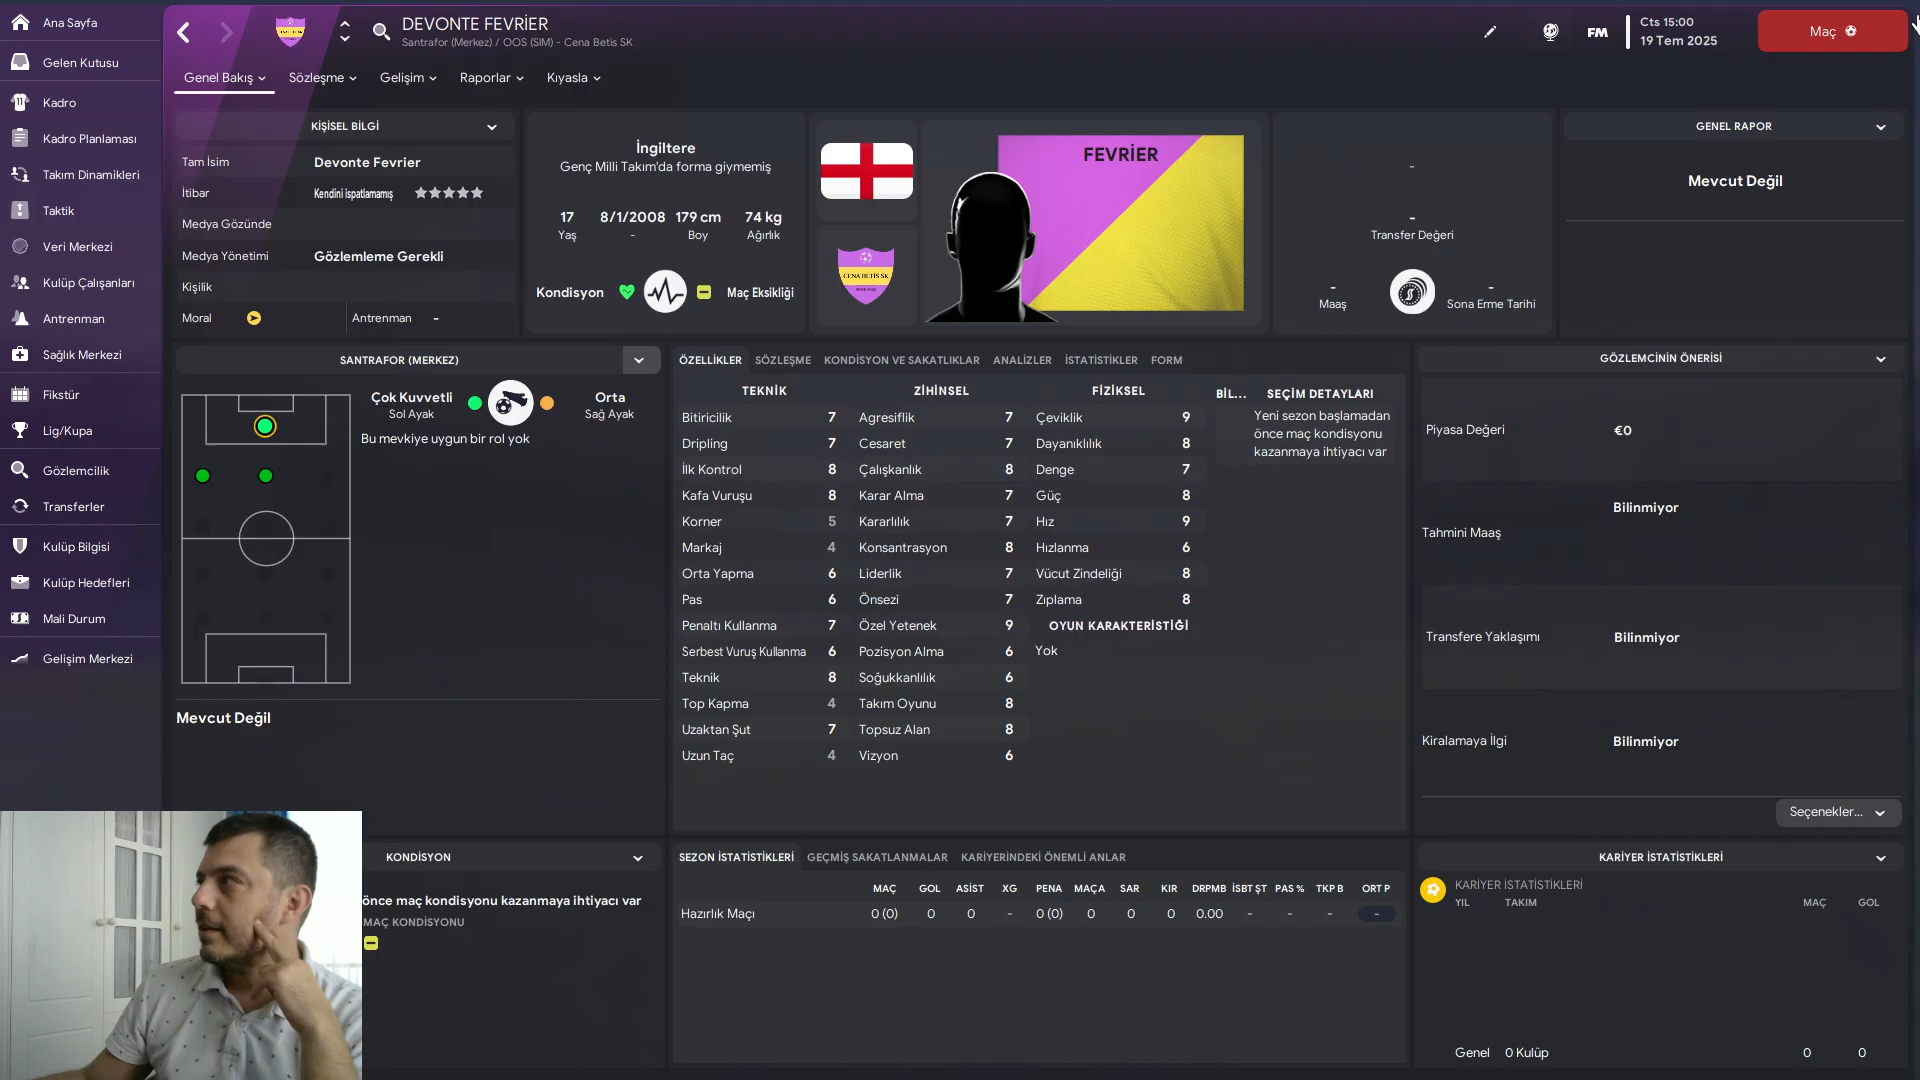 Ana Sayfa
Gelen Kutusu
Kadro
Kadro Planlaması
Takım Dinamikleri
Taktik
Veri Merkezi
Kulüp Çalışanları
Antrenman
Sağlık Merkezi
Fikstür
Lig/Kupa
Gözlemcilik
Transferler
Kulüp Bilgisi
Kulüp Hedefleri
Mali Durum
Gelişim Merkezi
DEVONTE FEVRİER
Santrafor (Merkez) / OOS (SIM) - Cena Betis SK
FM
Cts 15:00
19 Tem 2025
Maç
Genel Bakış
Sözleşme
Gelişim
Raporlar
Kıyasla
KİŞİSEL BİLGİ
Tam İsim Devonte Fevrier
İtibar Kendini ispatlamamış
Medya Gözünde
Medya Yönetimi Gözlemleme Gerekli
Kişilik
Moral
Antrenman -
İngiltere
Genç Milli Takım'da forma giymemiş
17 8/1/2008 179 cm 74 kg
Yaş - Boy Ağırlık
Kondisyon Maç Eksikliği
CENA BETİS SK
FEVRİER
-
-
Transfer Değeri
- -
Maaş Sona Erme Tarihi
GENEL RAPOR
Mevcut Değil
SANTRAFOR (MERKEZ)
Çok Kuvvetli Orta
Sol Ayak Sağ Ayak
Bu mevkiye uygun bir rol yok
Mevcut Değil
ÖZELLİKLER SÖZLEŞME KONDİSYON VE SAKATLIKLAR ANALİZLER İSTATİSTİKLER FORM
TEKNİK ZİHİNSEL FİZİKSEL BİL... SEÇİM DETAYLARI
Bitiricilik 7 Agresiflik 7 Çeviklik 9
Dripling 7 Cesaret 7 Dayanıklılık 8
İlk Kontrol 8 Çalışkanlık 8 Denge 7
Kafa Vuruşu 8 Karar Alma 7 Güç 8
Korner 5 Kararlılık 7 Hız 9
Markaj 4 Konsantrasyon 8 Hızlanma 6
Orta Yapma 6 Liderlik 7 Vücut Zindeliği 8
Pas 6 Önsezi 7 Zıplama 8
Penaltı Kullanma 7 Özel Yetenek 9 OYUN KARAKTERİSTİĞİ
Serbest Vuruş Kullanma 6 Pozisyon Alma 6 Yok
Teknik 8 Soğukkanlılık 6
Top Kapma 4 Takım Oyunu 8
Uzaktan Şut 7 Topsuz Alan 8
Uzun Taç 4 Vizyon 6
Yeni sezon başlamadan
önce maç kondisyonu
kazanmaya ihtiyacı var
GÖZLEMCİNİN ÖNERİSİ
Piyasa Değeri €0
Tahmini Maaş Bilinmiyor
Transfere Yaklaşımı Bilinmiyor
Kiralamaya İlgi Bilinmiyor
Seçenekler...
KONDİSYON
önce maç kondisyonu kazanmaya ihtiyacı var
MAÇ KONDİSYONU
SEZON İSTATİSTİKLERİ GEÇMİŞ SAKATLANMALAR KARİYERİNDEKİ ÖNEMLİ ANLAR
MAÇ GOL ASİST XG PENA MAÇA SAR KIR DRPMB İSBT ŞT PAS % TKP B ORT P
Hazırlık Maçı 0 (0) 0 0 - 0 (0) 0 0 0 0.00 - - - -
KARİYER İSTATİSTİKLERİ
KARİYER İSTATİSTİKLERİ
YIL TAKIM MAÇ GOL
Genel 0 Kulüp 0 0